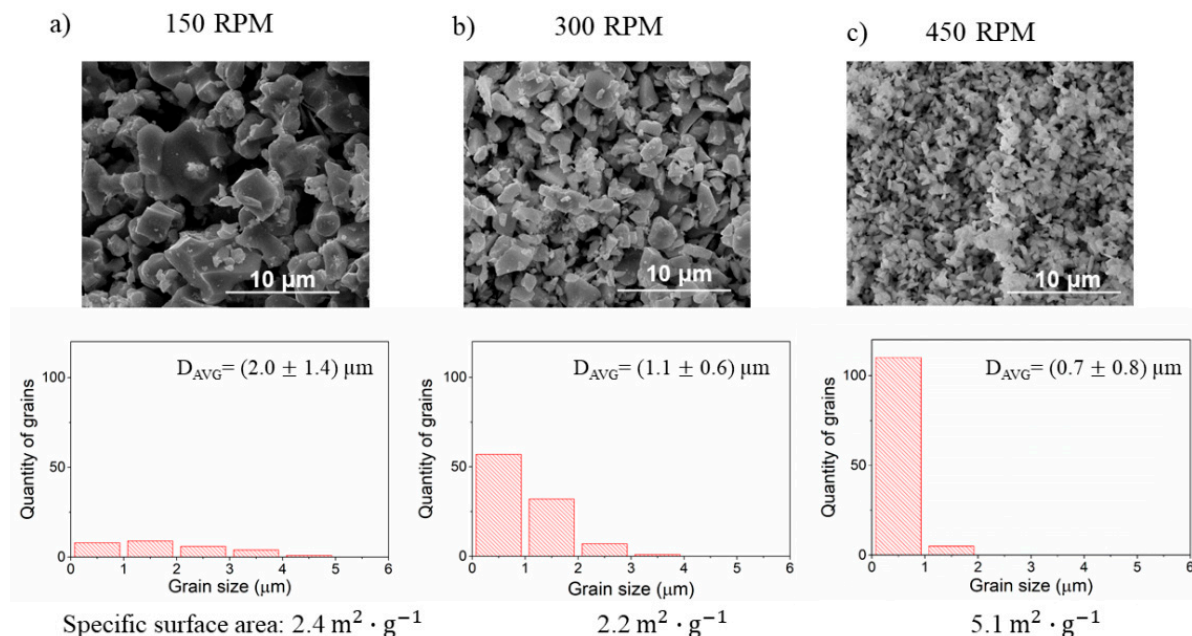 a) 150 RPM
b) 300 RPM
c) 450 RPM
10 µm
10 µm
10 µm
D_AVG= (2.0 ± 1.4) µm
100
50
0
Quantity of grains
0 1 2 3 4 5 6
Grain size (µm)
D_AVG= (1.1 ± 0.6) µm
100
50
0
Quantity of grains
0 1 2 3 4 5 6
Grain size (µm)
D_AVG= (0.7 ± 0.8) µm
100
50
0
Quantity of grains
0 1 2 3 4 5 6
Grain size (µm)
Specific surface area: 2.4 m² · g⁻¹
2.2 m² · g⁻¹
5.1 m² · g⁻¹